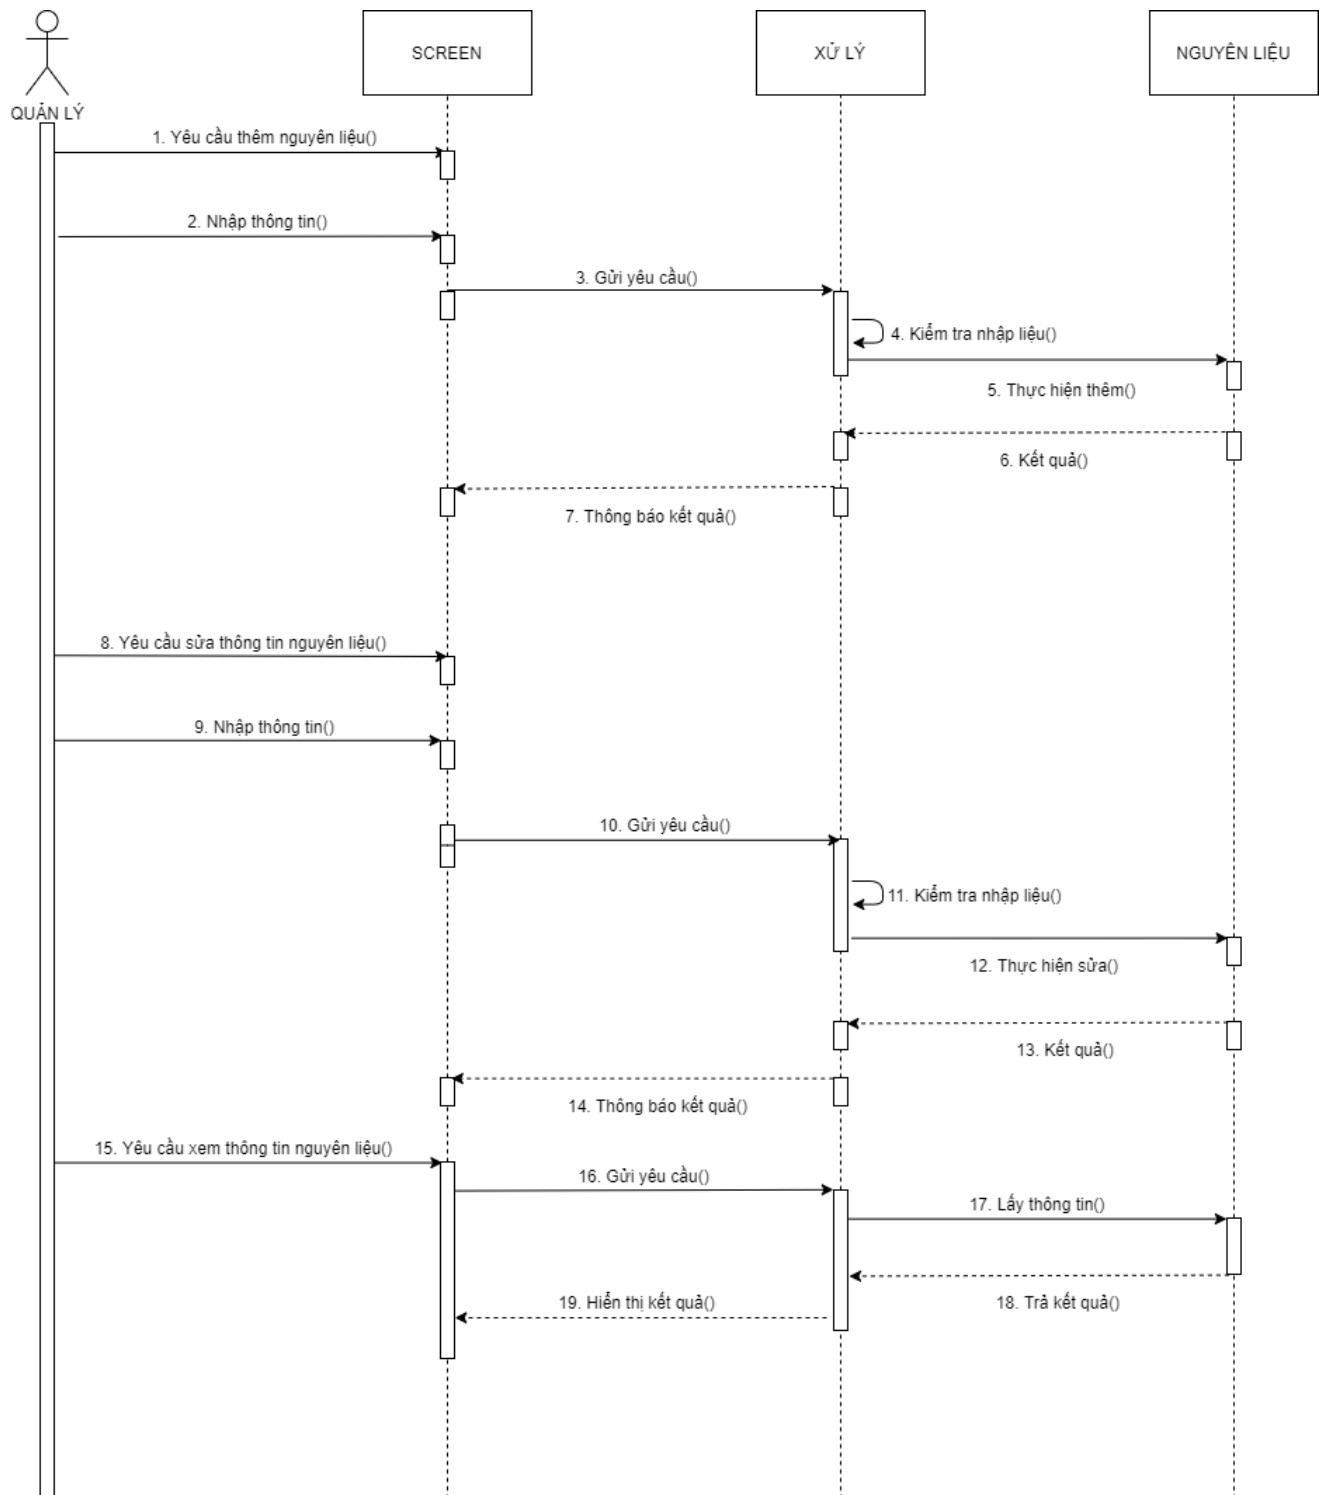 SCREEN
XỬ LÝ
NGUYÊN LIỆU
QUẢN LÝ
1. Yêu cầu thêm nguyên liệu()
2. Nhập thông tin()
3. Gửi yêu cầu()
4. Kiểm tra nhập liệu()
5. Thực hiện thêm()
6. Kết quả()
7. Thông báo kết quả()
8. Yêu cầu sửa thông tin nguyên liệu()
9. Nhập thông tin()
10. Gửi yêu cầu()
11. Kiểm tra nhập liệu()
12. Thực hiện sửa()
13. Kết quả()
14. Thông báo kết quả()
15. Yêu cầu xem thông tin nguyên liệu()
16. Gửi yêu cầu()
17. Lấy thông tin()
18. Trả kết quả()
19. Hiển thị kết quả()